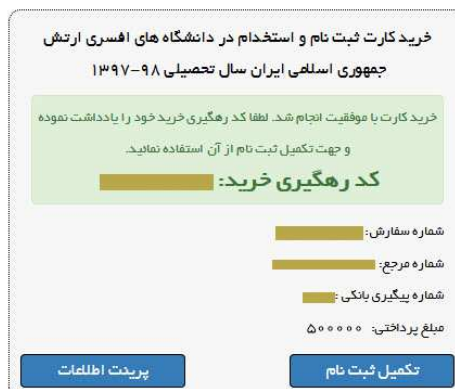 خرید کارت ثبت نام و استخدام در دانشگاه های افسری ارتش
جمهوری اسلامی ایران سال تحصیلی ۹۸-۱۳۹۷
خرید کارت با موفقیت انجام شد. لطفا کد رهگیری خرید خود را یادداشت نموده
و جهت تکمیل ثبت نام از آن استفاده نمائید.
کد رهگیری خرید:
شماره سفارش:
شماره مرجع:
شماره پیگیری بانکی :
مبلغ پرداختی: ۵۰۰۰۰۰
تکمیل ثبت نام
پرینت اطلاعات